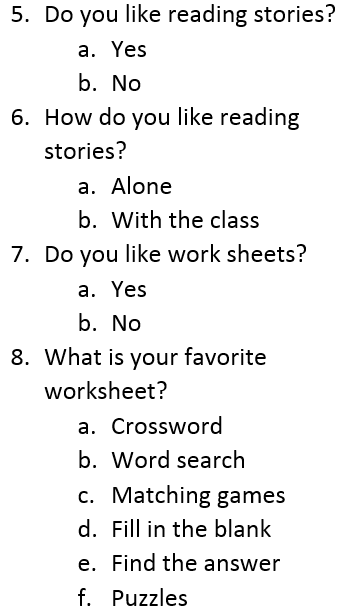 5. Do you like reading stories?
a. Yes
b. No
6. How do you like reading
stories?
a. Alone
b. With the class
7. Do you like work sheets?
a. Yes
b. No
8. What is your favorite
worksheet?
a. Crossword
b. Word search
c. Matching games
d. Fill in the blank
e. Find the answer
f. Puzzles